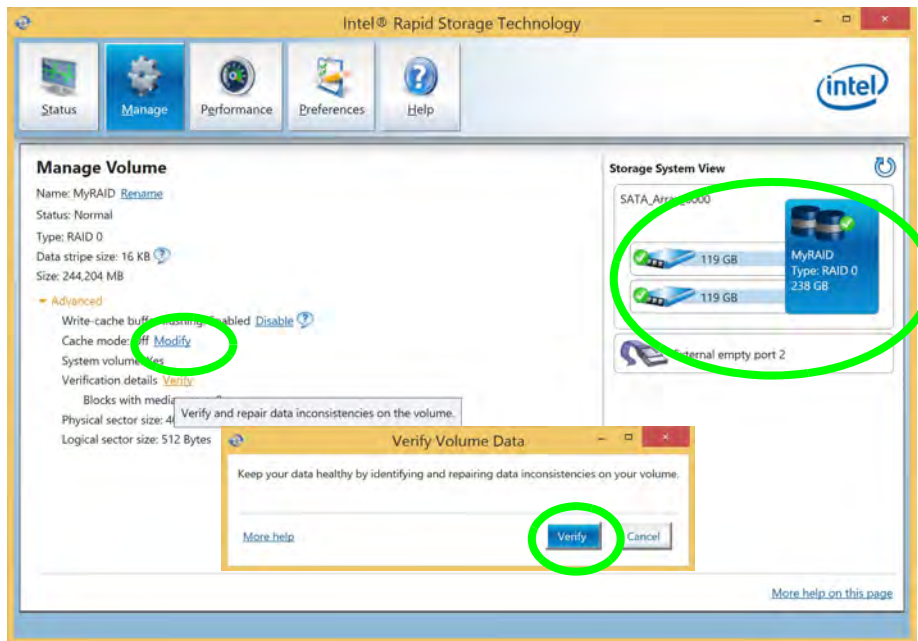 Intel® Rapid Storage Technology
Status
Manage
Performance
Preferences
Help
intel
Manage Volume
Name: MyRAID Rename
Status: Normal
Type: RAID 0
Data stripe size: 16 KB
Size: 244,204 MB
Advanced
Write-cache buffer flushing: Enabled Disable
Cache mode: Off Modify
System volume: Yes
Verification details Verify
Blocks with media
Physical sector size:
Logical sector size: 512 Bytes
Verify and repair data inconsistencies on the volume.
Verify Volume Data
Keep your data healthy by identifying and repairing data inconsistencies on your volume.
More help
Verify
Cancel
Storage System View
SATA_Array_0000
119 GB
119 GB
MyRAID
Type: RAID 0
238 GB
External empty port 2
More help on this page